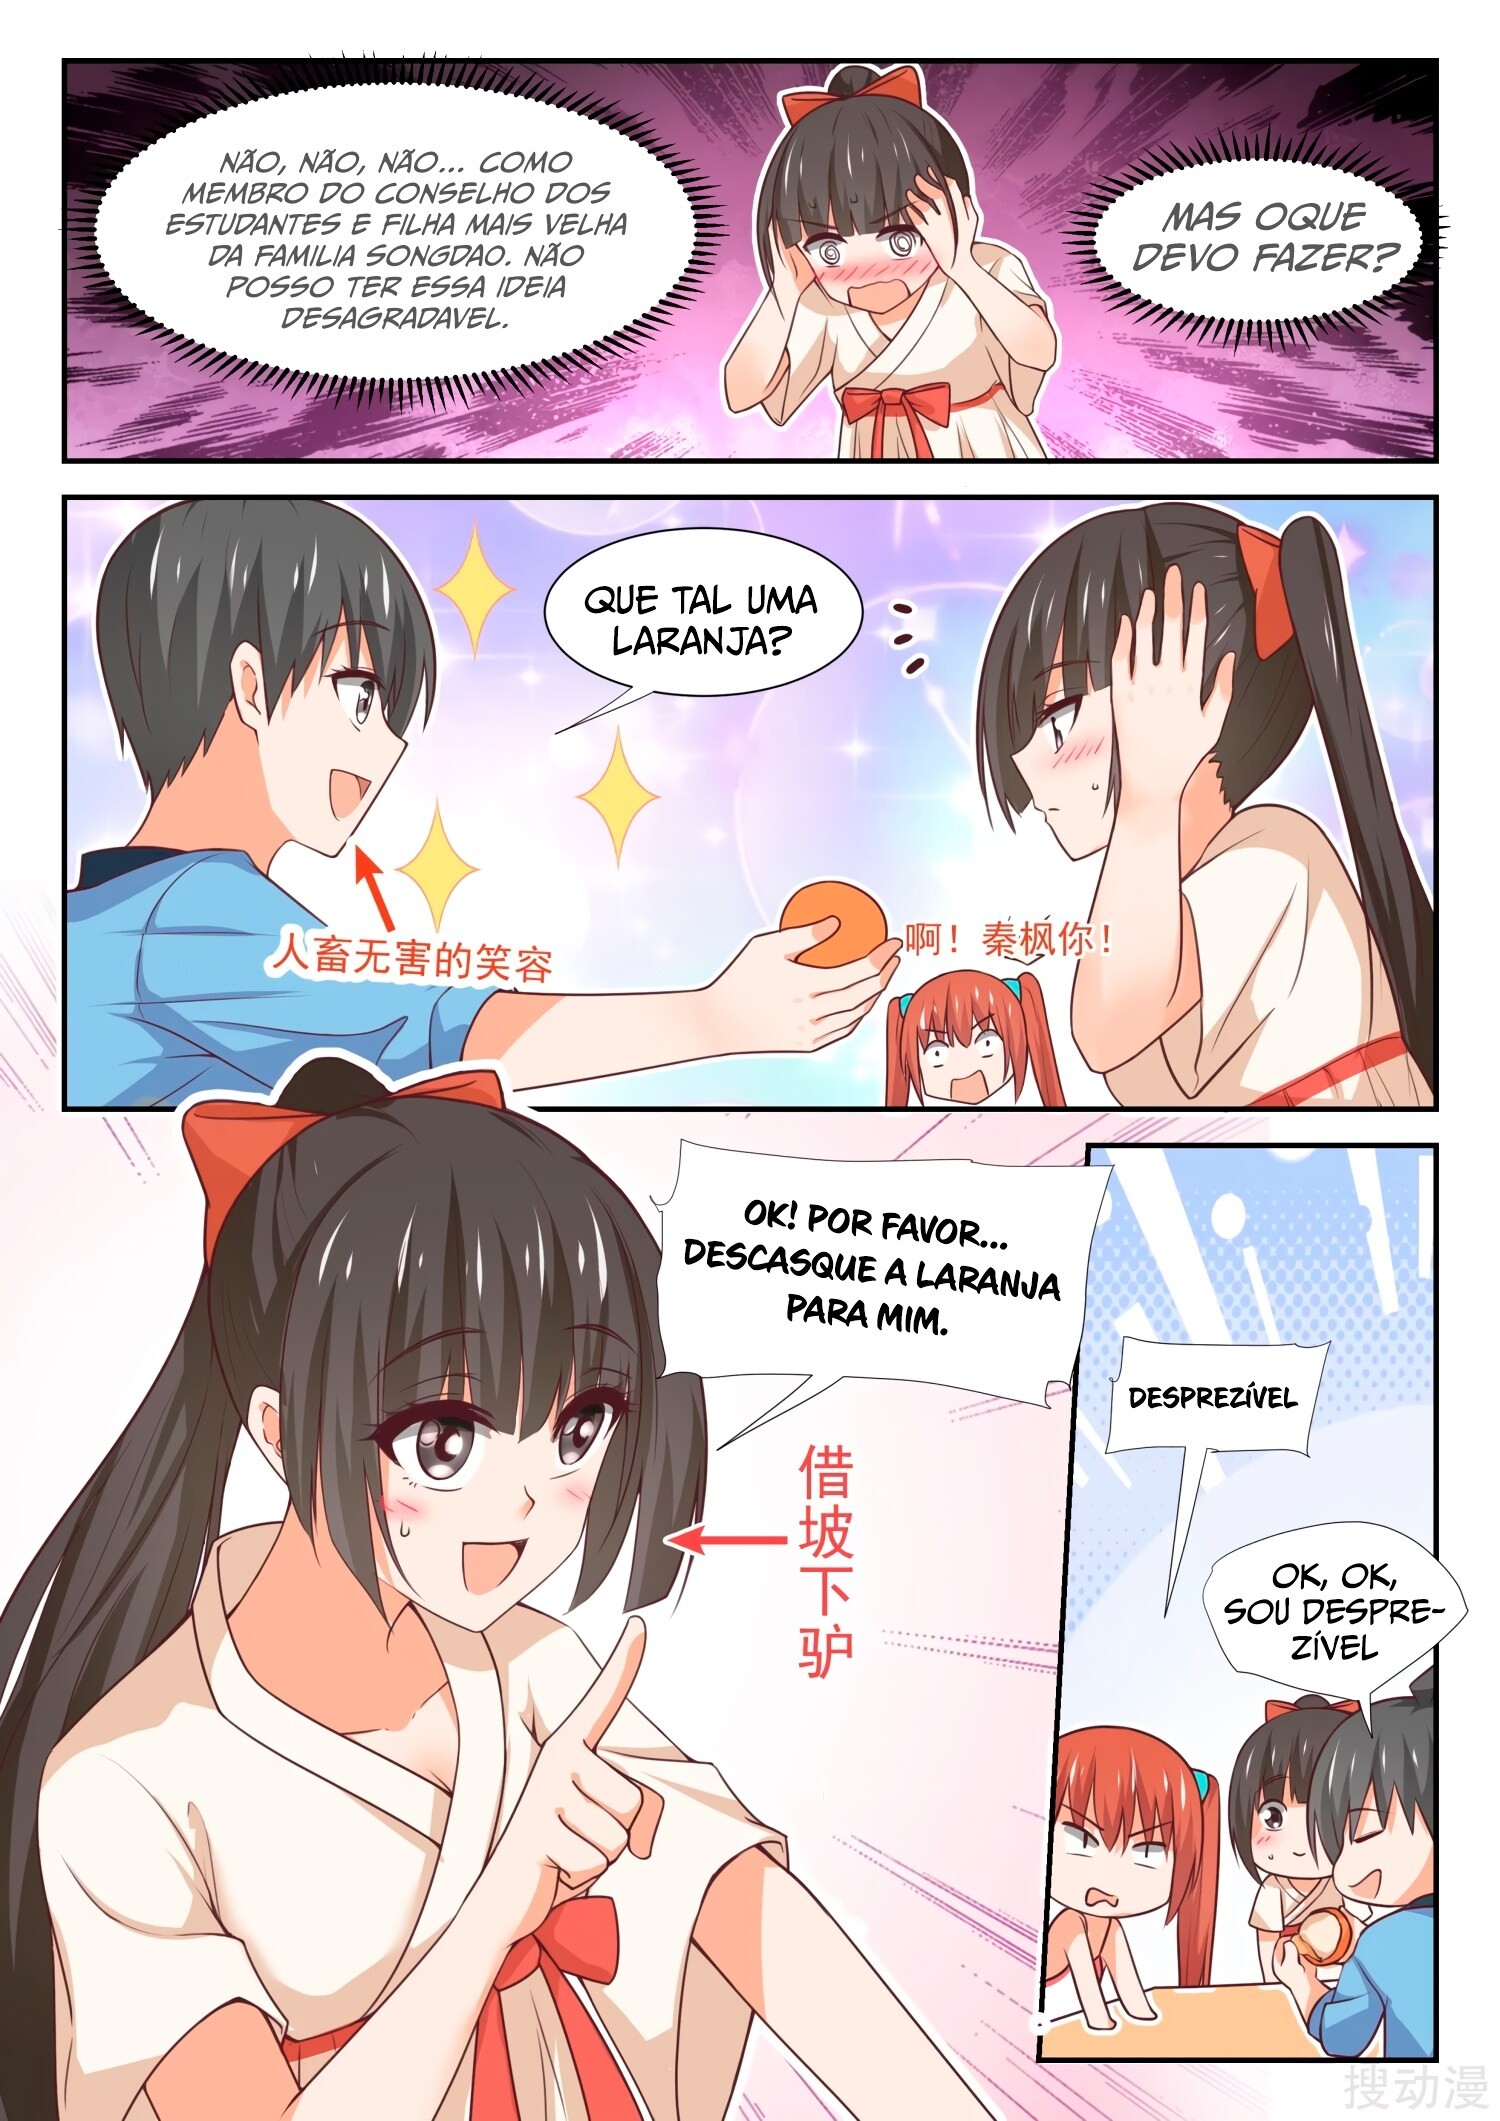 NÃO, NÃO, NÃO... COMO
MEMBRO DO CONSELHO DOS
ESTUDANTES E FILHA MAIS VELHA
DA FAMILIA SONGDAO. NÃO
POSSO TER ESSA IDEIA
DESAGRADAVEL.
MAS OQUE
DEVO FAZER?
QUE TAL UMA
LARANJA?
人畜无害的笑容
啊！秦枫你！
OK! POR FAVOR...
DESCASQUE A LARANJA
PARA MIM.
借坡下驴
DESPREZÍVEL
OK, OK,
SOU DESPRE-
ZÍVEL
搜动漫